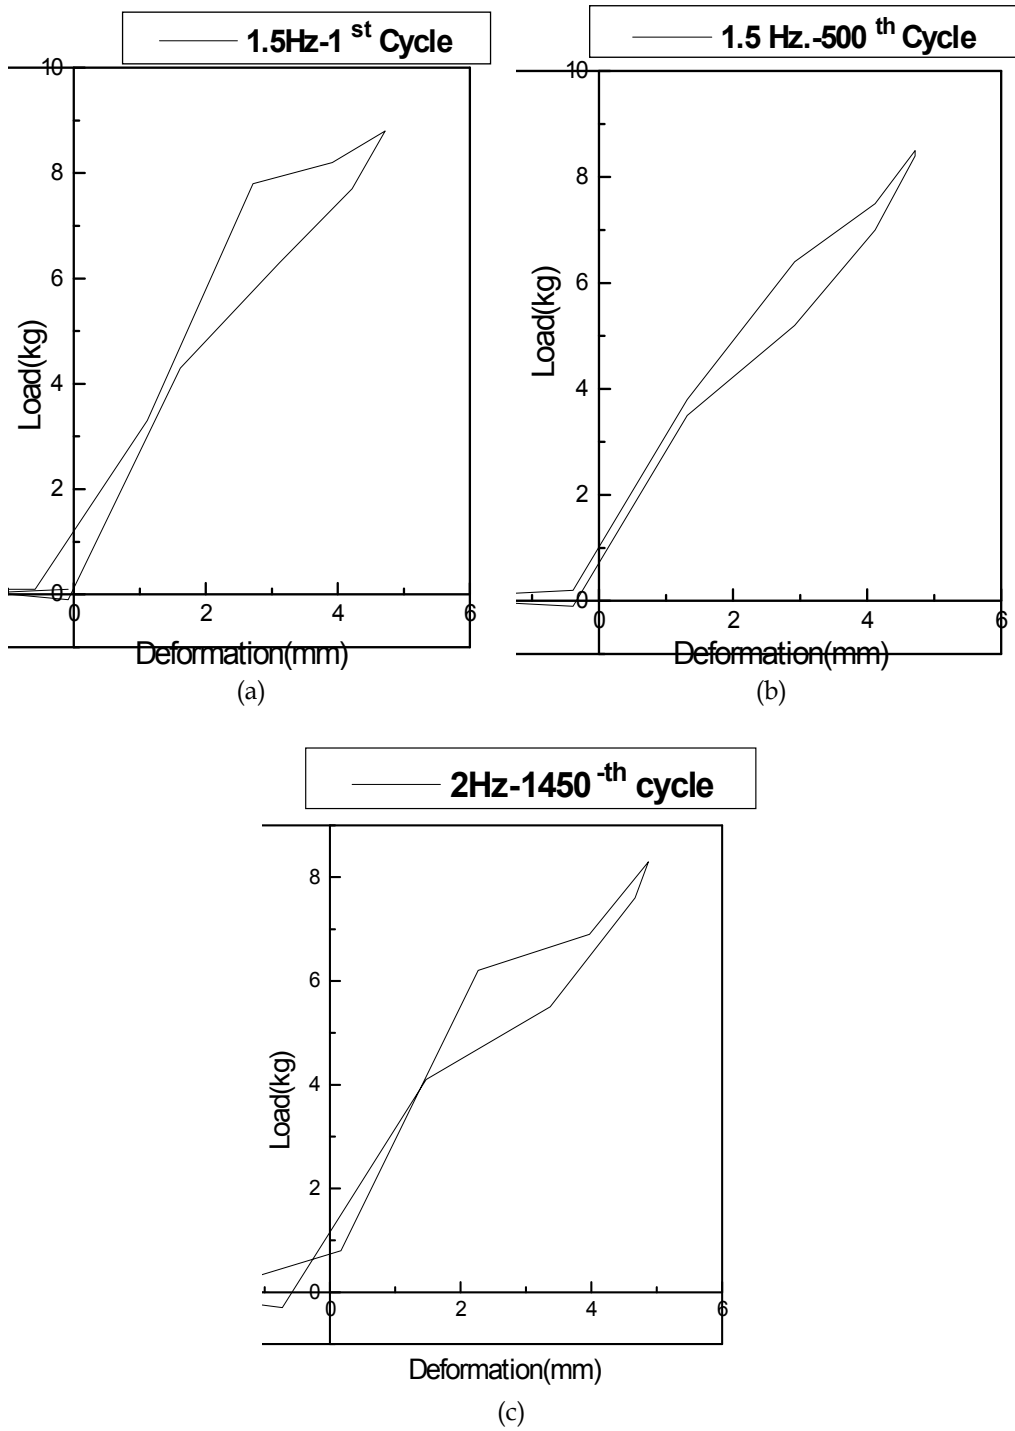 1.5Hz-1 st Cycle
10
8
6
4
2
0
0 2 4 6
Load(kg)
Deformation(mm)
(a)
1.5 Hz.-500 th Cycle
10
8
6
4
2
0
0 2 4 6
Load(kg)
Deformation(mm)
(b)
2Hz-1450 -th cycle
8
6
4
2
0
0 2 4 6
Load(kg)
Deformation(mm)
(c)